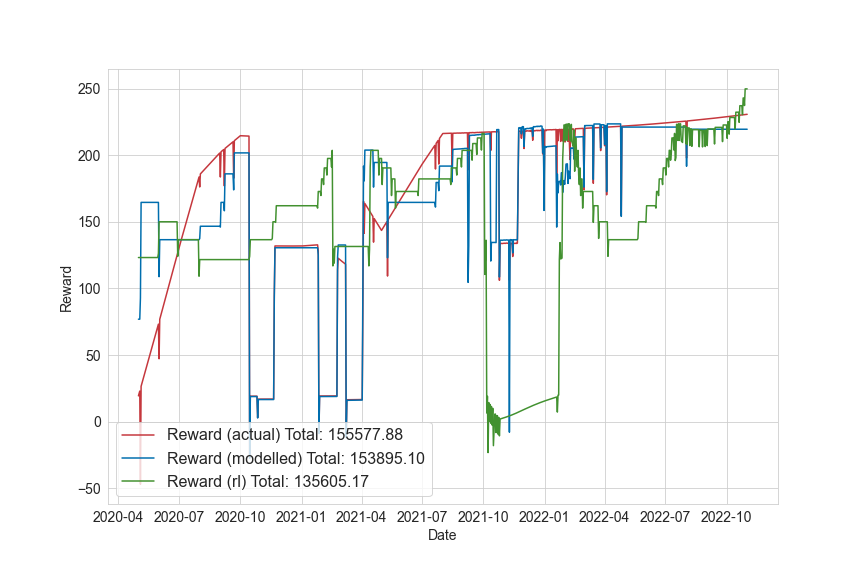 250
200
150
100
50
0
−50
Reward
Reward (actual) Total: 155577.88
Reward (modelled) Total: 153895.10
Reward (rl) Total: 135605.17
2020-04 2020-07 2020-10 2021-01 2021-04 2021-07 2021-10 2022-01 2022-04 2022-07 2022-10
Date